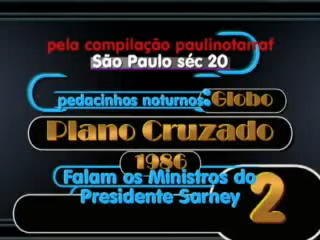 pela compilação paulinotarraf
São Paulo séc 20
pedacinhos noturnos: Globo
Plano Cruzado
1986
Falam os Ministros do
Presidente Sarney
2